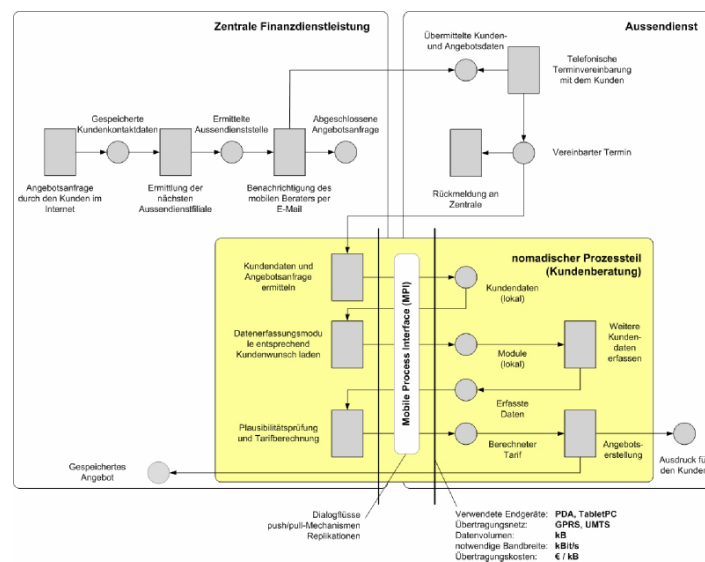 Zentrale Finanzdienstleistung
Aussendienst
Übermittelte Kunden-
und Angebotsdaten
Telefonische
Terminvereinbarung
mit dem Kunden
Gespeicherte
Kundenkontaktdaten
Ermittelte
Aussendienststelle
Abgeschlossene
Angebotsanfrage
Vereinbarter Termin
Angebotsanfrage
durch den Kunden im
Internet
Ermittlung der
nächsten
Aussendienstfiliale
Benachrichtigung des
mobilen Beraters per
E-Mail
Rückmeldung an
Zentrale
nomadischer Prozessteil
(Kundenberatung)
Kundendaten und
Angebotsanfrage
ermitteln
Kundendaten
(lokal)
Mobile Process Interface (MPI)
Datenerfassungsmodu
le entsprechend
Kundenwunsch laden
Module
(lokal)
Weitere
Kunden-
daten
erfassen
Erfasste
Daten
Plausibilitätsprüfung
und Tarifberechnung
Berechneter
Tarif
Angebots-
erstellung
Ausdruck für
den Kunden
Gespeichertes
Angebot
Dialogflüsse
push/pull-Mechanismen
Replikationen
Verwendete Endgeräte: PDA, TabletPC
Übertragungsnetz: GPRS, UMTS
Datenvolumen: kB
notwendige Bandbreite: kBit/s
Übertragungskosten: € / kB